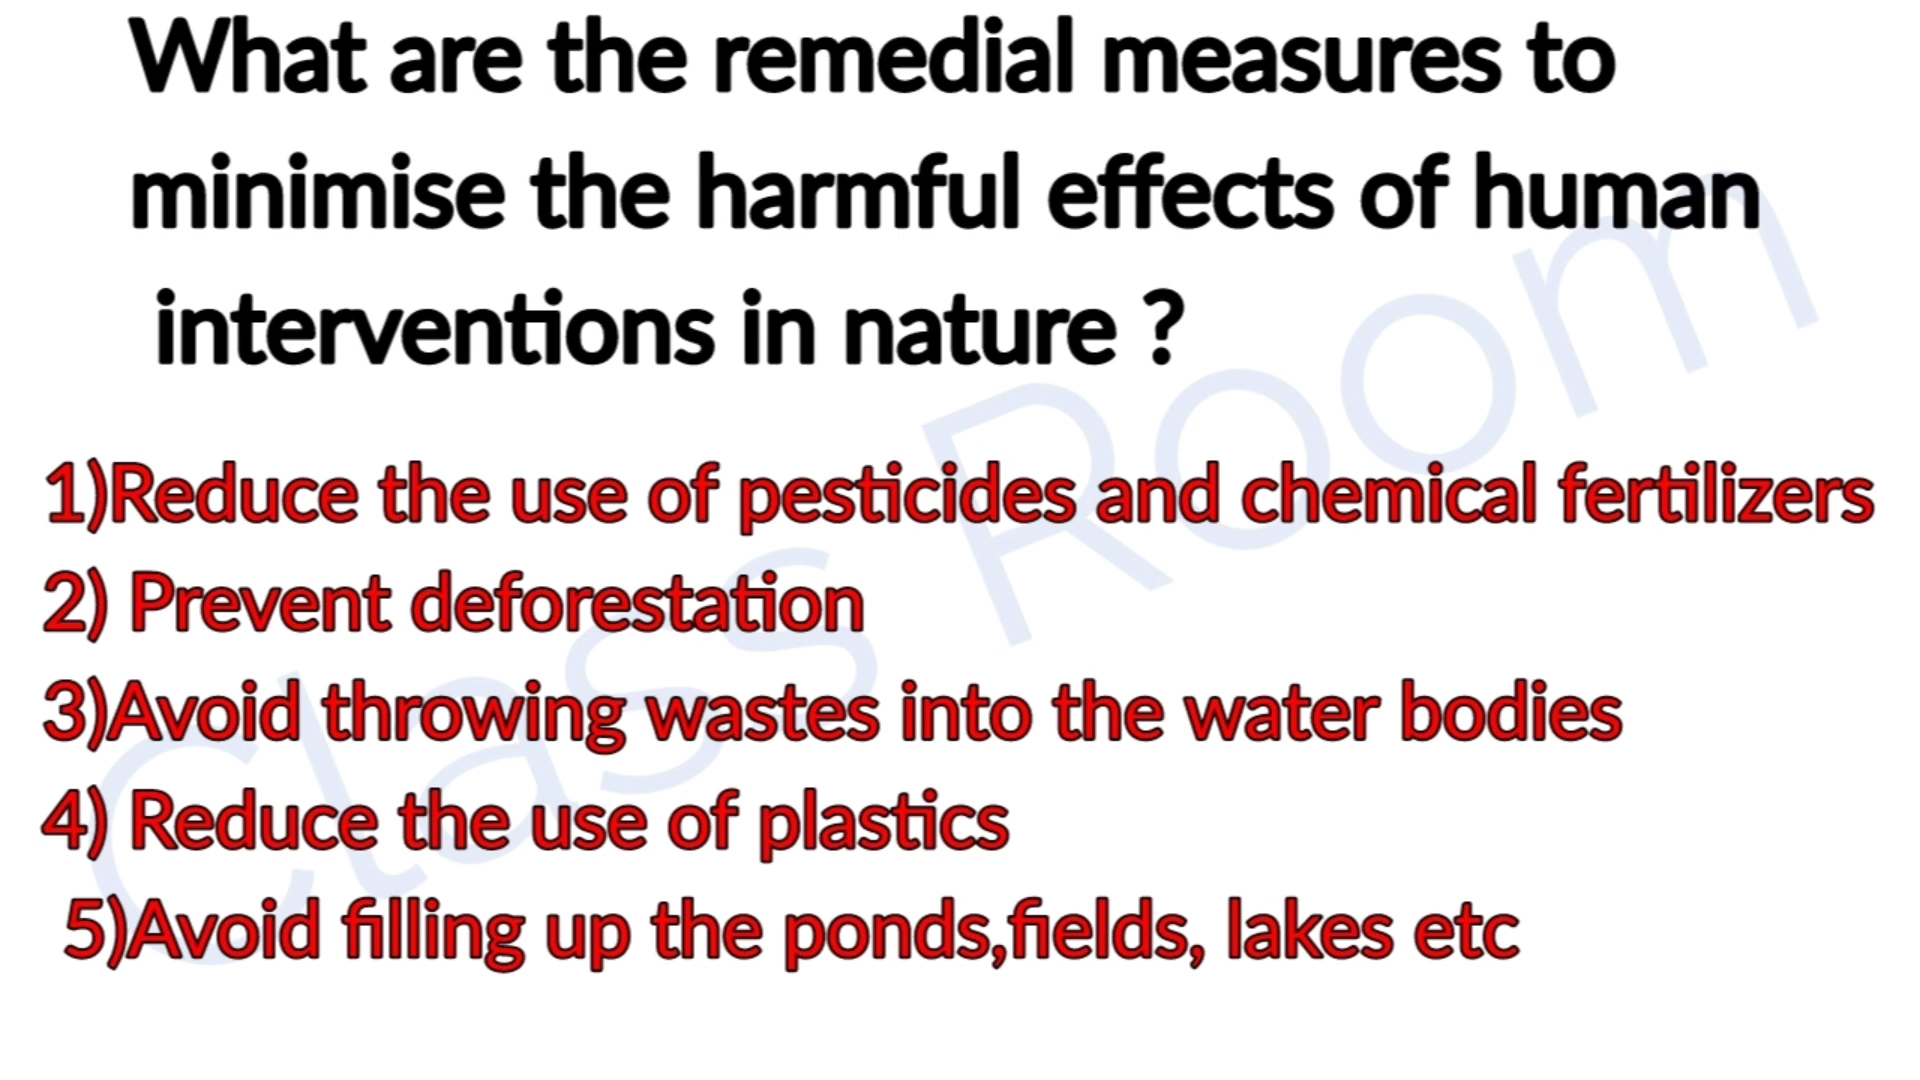 What are the remedial measures to
minimise the harmful effects of human
interventions in nature ?
1)Reduce the use of pesticides and chemical fertilizers
2) Prevent deforestation
3)Avoid throwing wastes into the water bodies
4) Reduce the use of plastics
5)Avoid filling up the ponds,fields, lakes etc
Class Room